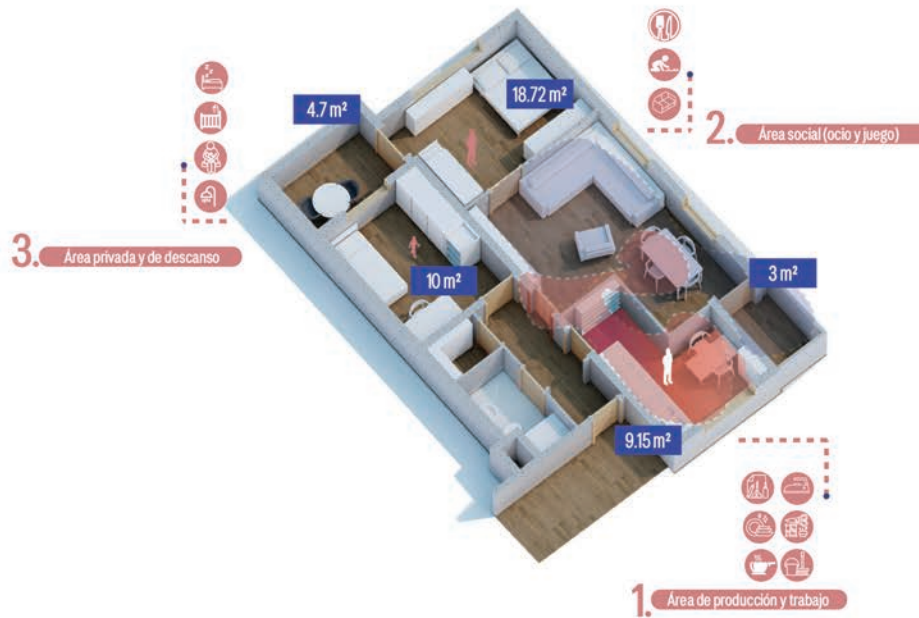 4.7 m²
18.72 m²
2. Área social (ocio y juego)
3. Área privada y de descanso
10 m²
3 m²
9.15 m²
1. Área de producción y trabajo